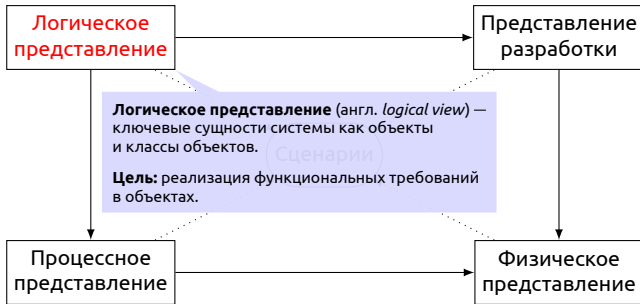 Логическое
представление
Представление
разработки
Логическое представление (англ. logical view) —
ключевые сущности системы как объекты
и классы объектов.
Сценарии
Цель: реализация функциональных требований
в объектах.
Процессное
представление
Физическое
представление